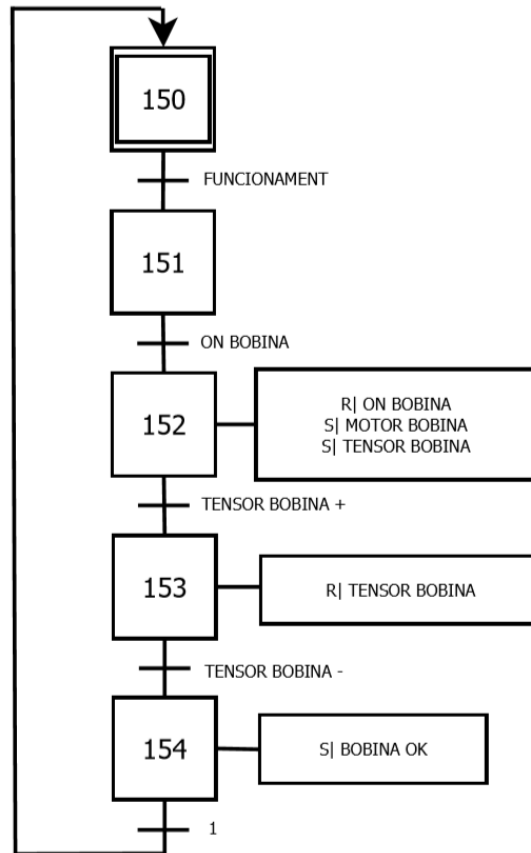 150
FUNCIONAMENT
151
ON BOBINA
152
R| ON BOBINA
S| MOTOR BOBINA
S| TENSOR BOBINA
TENSOR BOBINA +
153
R| TENSOR BOBINA
TENSOR BOBINA -
154
S| BOBINA OK
1